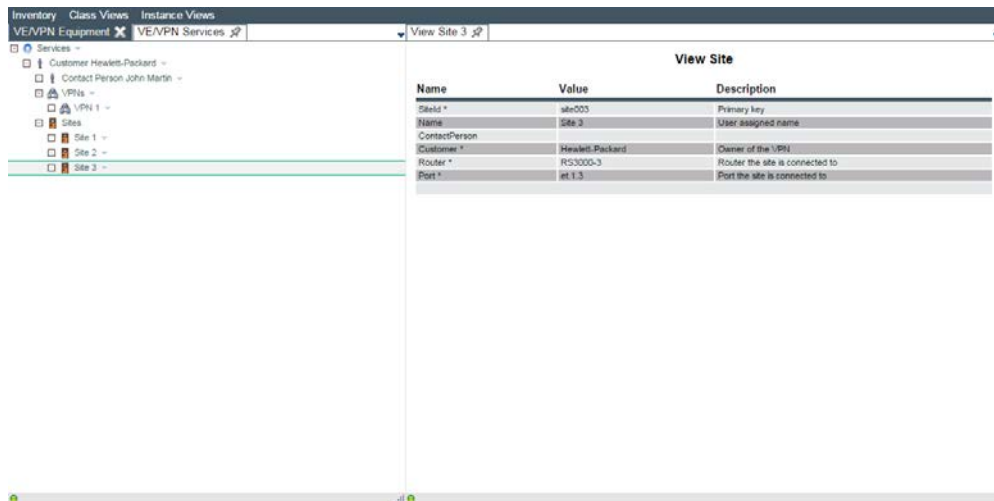 Inventory Class Views Instance Views
VE/VPN Equipment VE/VPN Services
Services
Customer Hewlett-Packard
Contact Person John Martin
VPNs
VPN 1
Sites
Site 1
Site 2
Site 3
View Site 3
View Site
Name Value Description
SiteId * site003 Primary key
Name Site 3 User assigned name
ContactPerson
Customer * Hewlett-Packard Owner of the VPN
Router * RS3000-3 Router the site is connected to
Port * et.1.3 Port the site is connected to